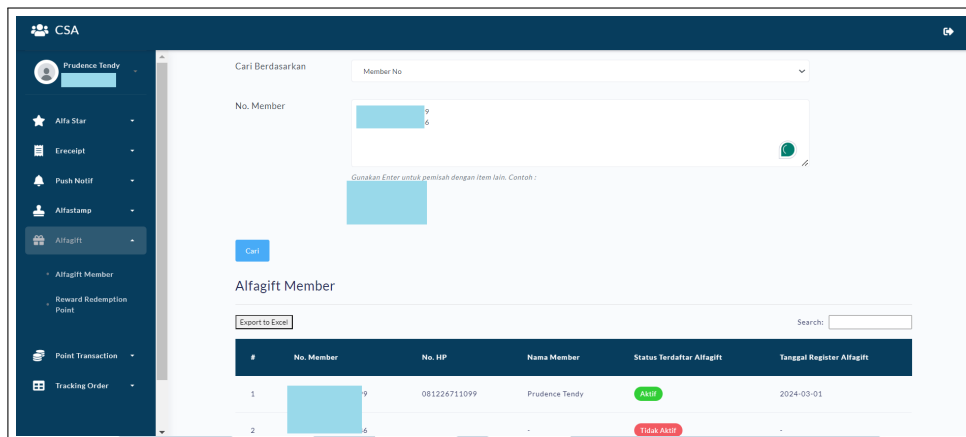 CSA
Prudence Tendy
Alfa Star
Ereceipt
Push Notif
Alfastamp
Alfagift
Alfagift Member
Reward Redemption
Point
Point Transaction
Tracking Order
Cari Berdasarkan
Member No
No. Member
9
6
Gunakan Enter untuk pemisah dengan item lain. Contoh :
Cari
Alfagift Member
Export to Excel
Search:
# No. Member No. HP Nama Member Status Terdaftar Alfagift Tanggal Register Alfagift
1 9 081226711099 Prudence Tendy Aktif 2024-03-01
2 6 - Tidak Aktif -